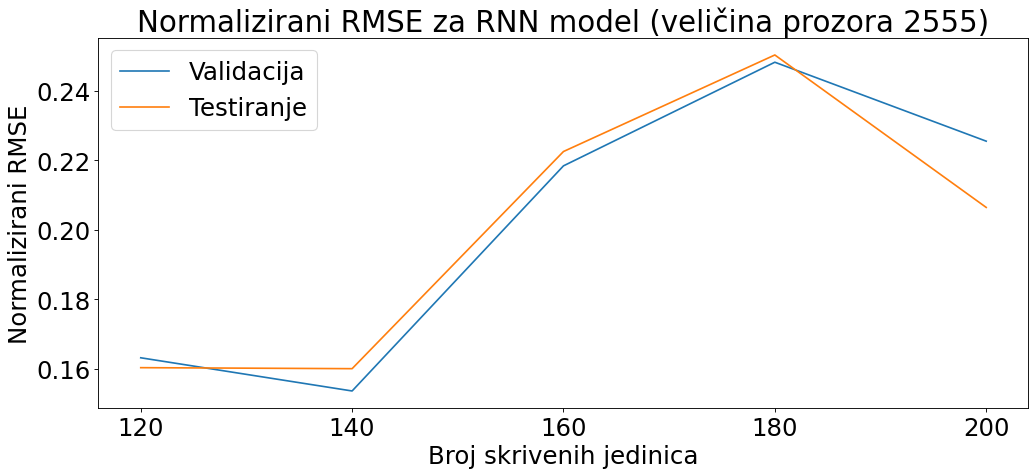 Normalizirani RMSE za RNN model (veličina prozora 2555)
Validacija
Testiranje
Normalizirani RMSE
0.24
0.22
0.20
0.18
0.16
120 140 160 180 200
Broj skrivenih jedinica